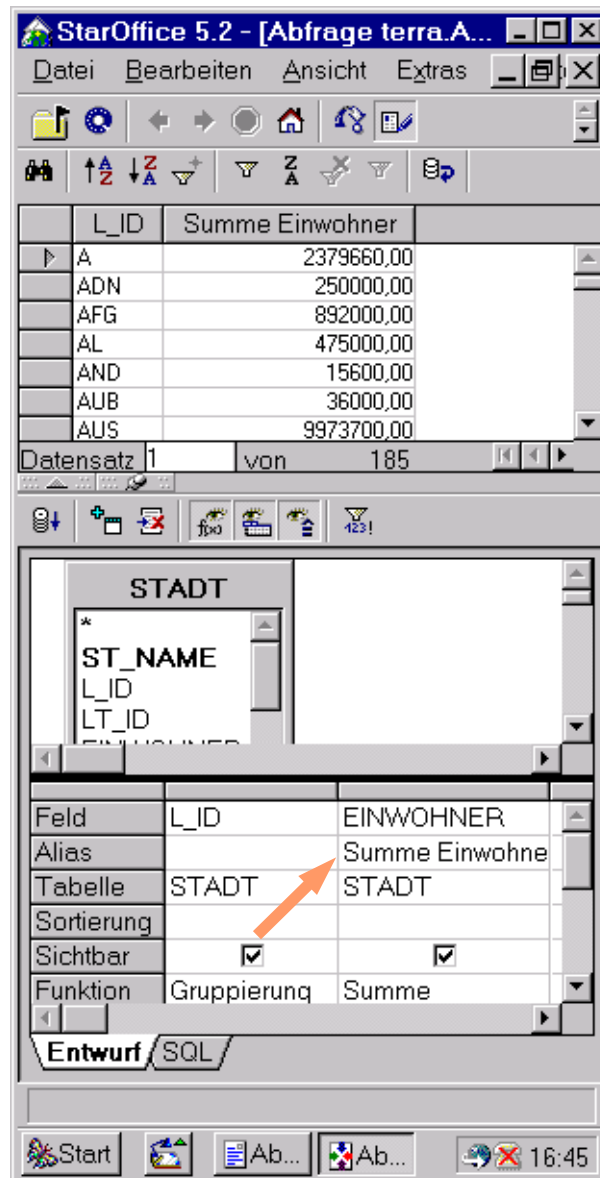 StarOffice 5.2 - [Abfrage terra.A...
Datei Bearbeiten Ansicht Extras
L_ID Summe Einwohner
A 2379660,00
ADN 250000,00
AFG 892000,00
AL 475000,00
AND 15600,00
AUB 36000,00
AUS 9973700,00
Datensatz 1 von 185
f(x)
123!
STADT
*
ST_NAME
L_ID
LT_ID
EINWOHNER
Feld L_ID EINWOHNER
Alias Summe Einwohne
Tabelle STADT STADT
Sortierung
Sichtbar
Funktion Gruppierung Summe
Entwurf SQL
Start Ab... Ab... 16:45